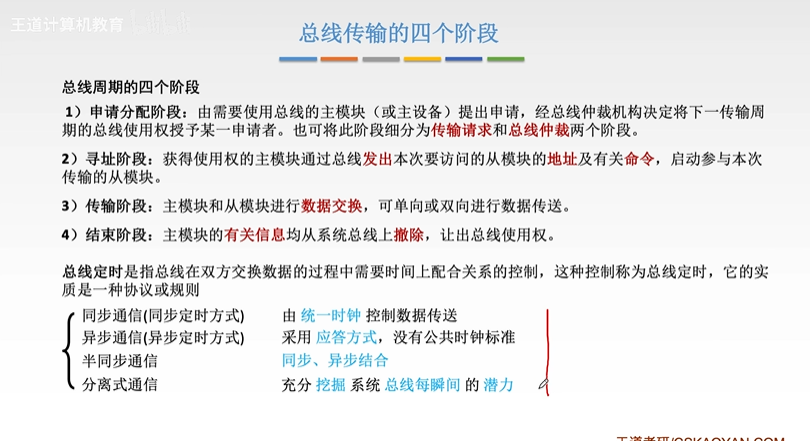 王道计算机教育
总线传输的四个阶段
总线周期的四个阶段
1）申请分配阶段：由需要使用总线的主模块（或主设备）提出申请，经总线仲裁机构决定将下一传输周
期的总线使用权授予某一申请者。也可将此阶段细分为传输请求和总线仲裁两个阶段。
2）寻址阶段：获得使用权的主模块通过总线发出本次要访问的从模块的地址及有关命令，启动参与本次
传输的从模块。
3）传输阶段：主模块和从模块进行数据交换，可单向或双向进行数据传送。
4）结束阶段：主模块的有关信息均从系统总线上撤除，让出总线使用权。
总线定时是指总线在双方交换数据的过程中需要时间上配合关系的控制，这种控制称为总线定时，它的实
质是一种协议或规则
同步通信(同步定时方式) 由 统一时钟 控制数据传送
异步通信(异步定时方式) 采用 应答方式，没有公共时钟标准
半同步通信 同步、异步结合
分离式通信 充分 挖掘 系统 总线每瞬间 的 潜力